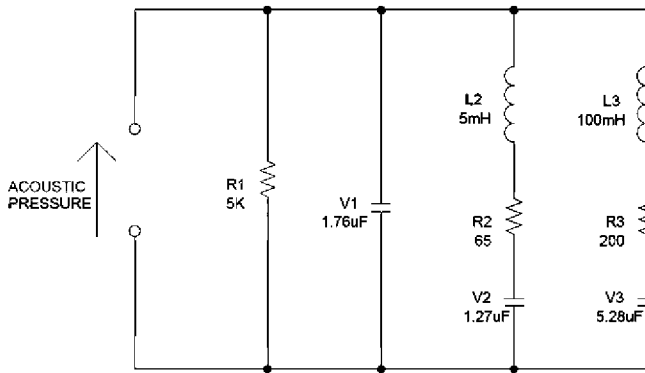 ACOUSTIC
PRESSURE
R1
5K
V1
1.76uF
L2
5mH
R2
65
V2
1.27uF
L3
100mH
R3
200
V3
5.28uF